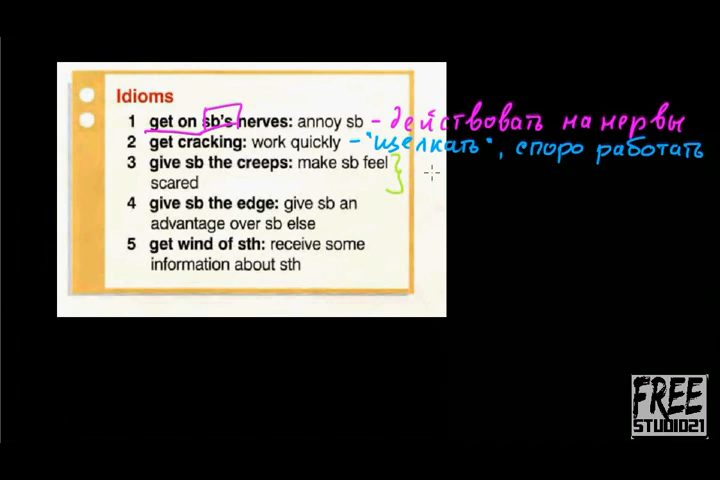 Idioms
1 get on sb's nerves: annoy sb - действовать на нервы
2 get cracking: work quickly - "щелкать", споро работать
3 give sb the creeps: make sb feel
scared
4 give sb the edge: give sb an
advantage over sb else
5 get wind of sth: receive some
information about sth
FREE
STUDIO21